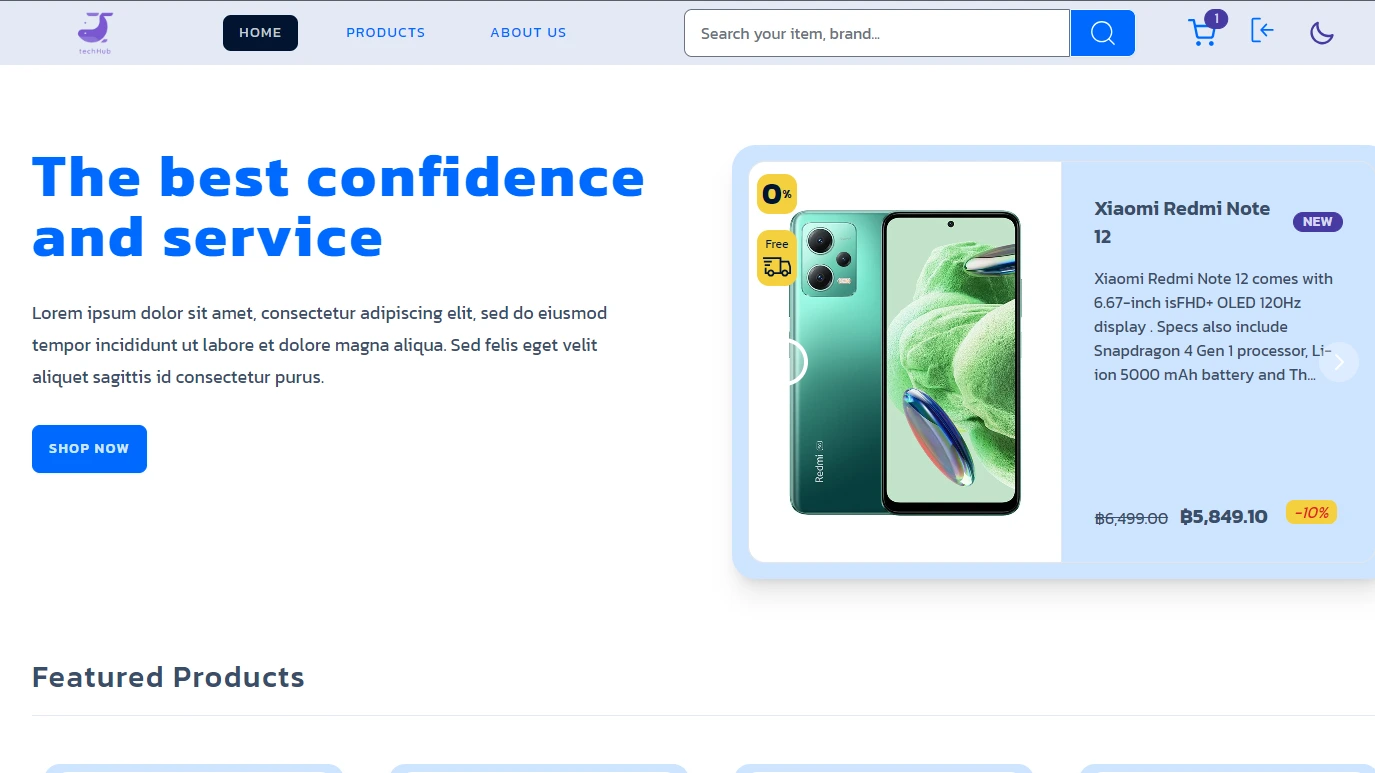 techHub
HOME
PRODUCTS
ABOUT US
Search your item, brand...
1
The best confidence
and service
Lorem ipsum dolor sit amet, consectetur adipiscing elit, sed do eiusmod
tempor incididunt ut labore et dolore magna aliqua. Sed felis eget velit
aliquet sagittis id consectetur purus.
SHOP NOW
0%
Free
Redmi 5G
Xiaomi Redmi Note
12
NEW
Xiaomi Redmi Note 12 comes with
6.67-inch isFHD+ OLED 120Hz
display . Specs also include
Snapdragon 4 Gen 1 processor, Li-
ion 5000 mAh battery and Th...
฿6,499.00 ฿5,849.10 -10%
Featured Products